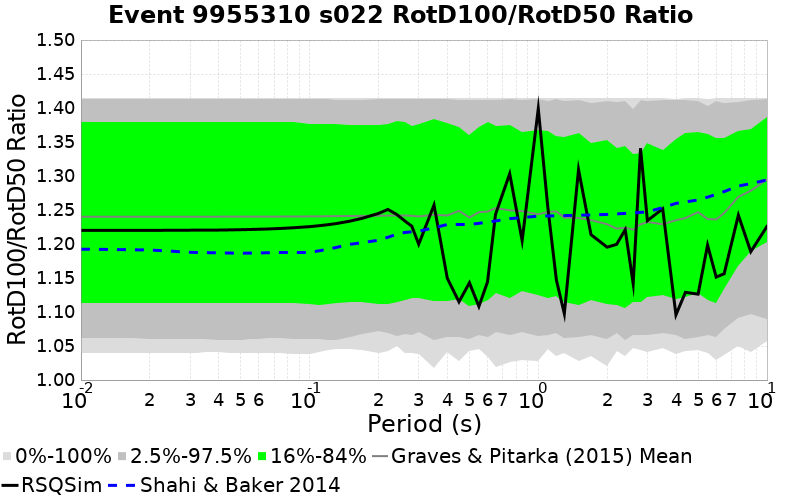 Event 9955310 s022 RotD100/RotD50 Ratio
RotD100/RotD50 Ratio
1.50
1.45
1.40
1.35
1.30
1.25
1.20
1.15
1.10
1.05
1.00
10-2 2 3 4 5 6 10-1 2 3 4 5 6 7 100 2 3 4 5 6 7 101
Period (s)
0%-100% 2.5%-97.5% 16%-84% Graves & Pitarka (2015) Mean
RSQSim Shahi & Baker 2014